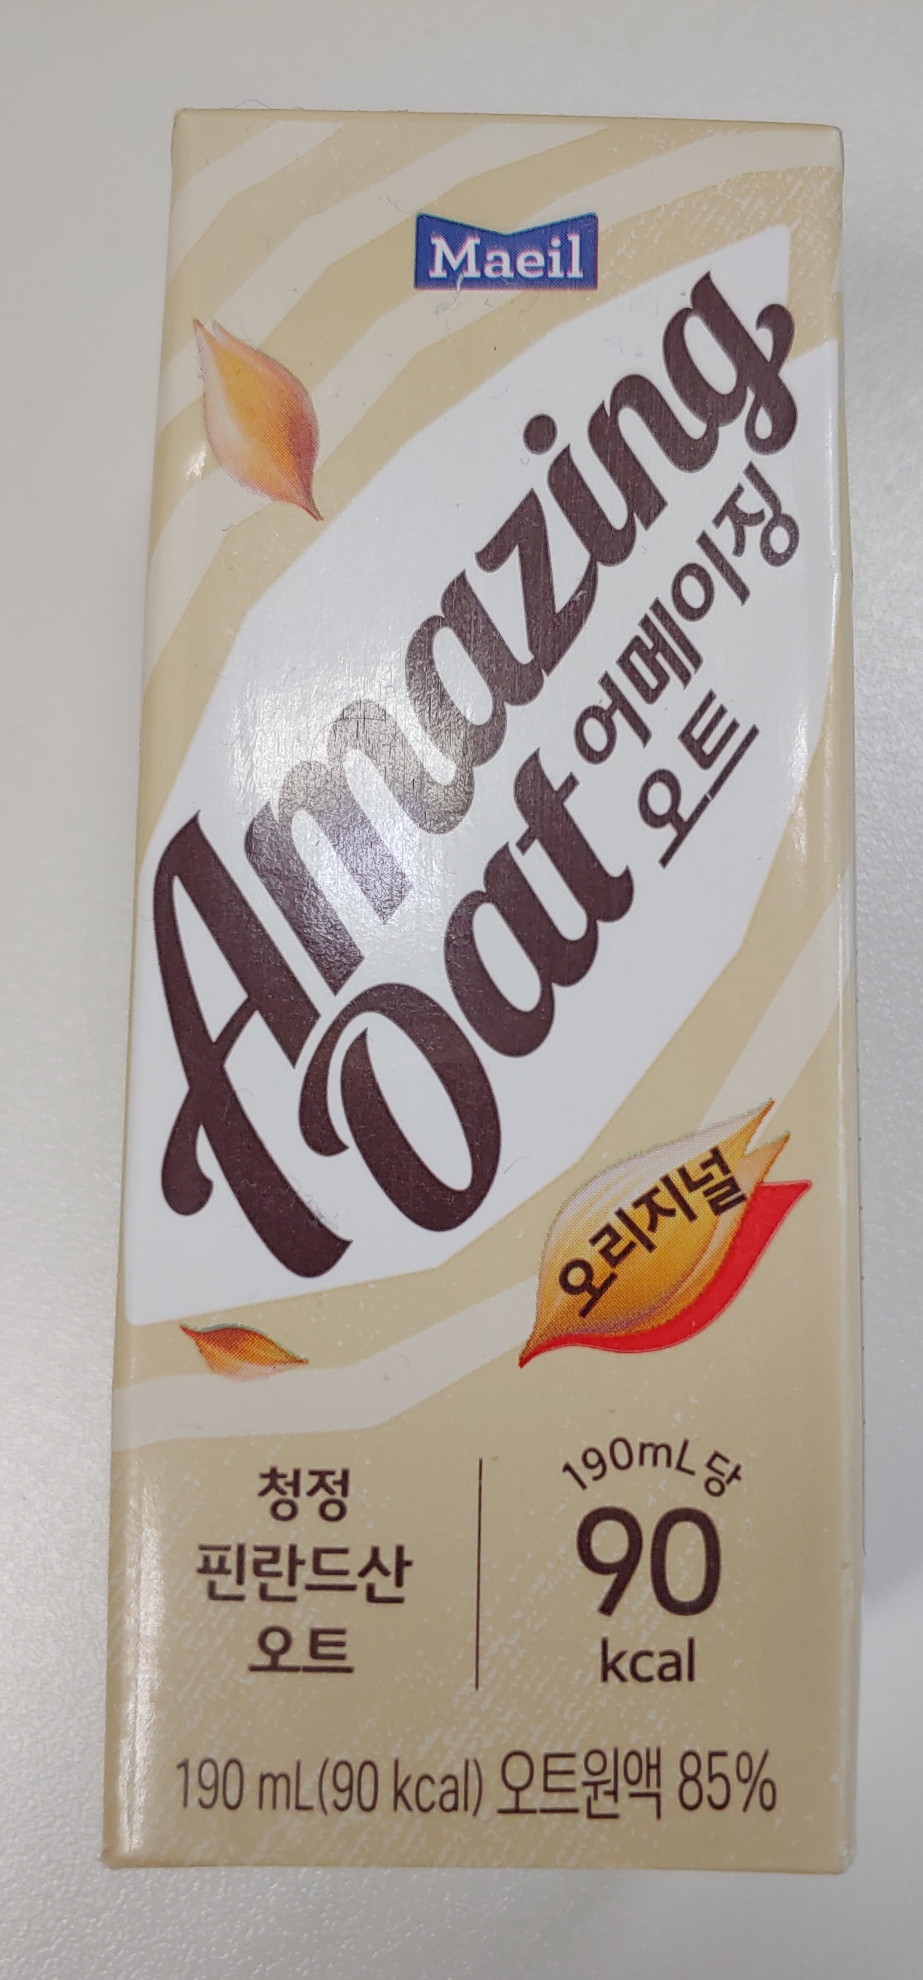 Maeil
Amazing
Oat
어메이징
오트
오리지널
청정
핀란드산
오트
190mL당
90
kcal
190 mL(90 kcal) 오트원액 85%